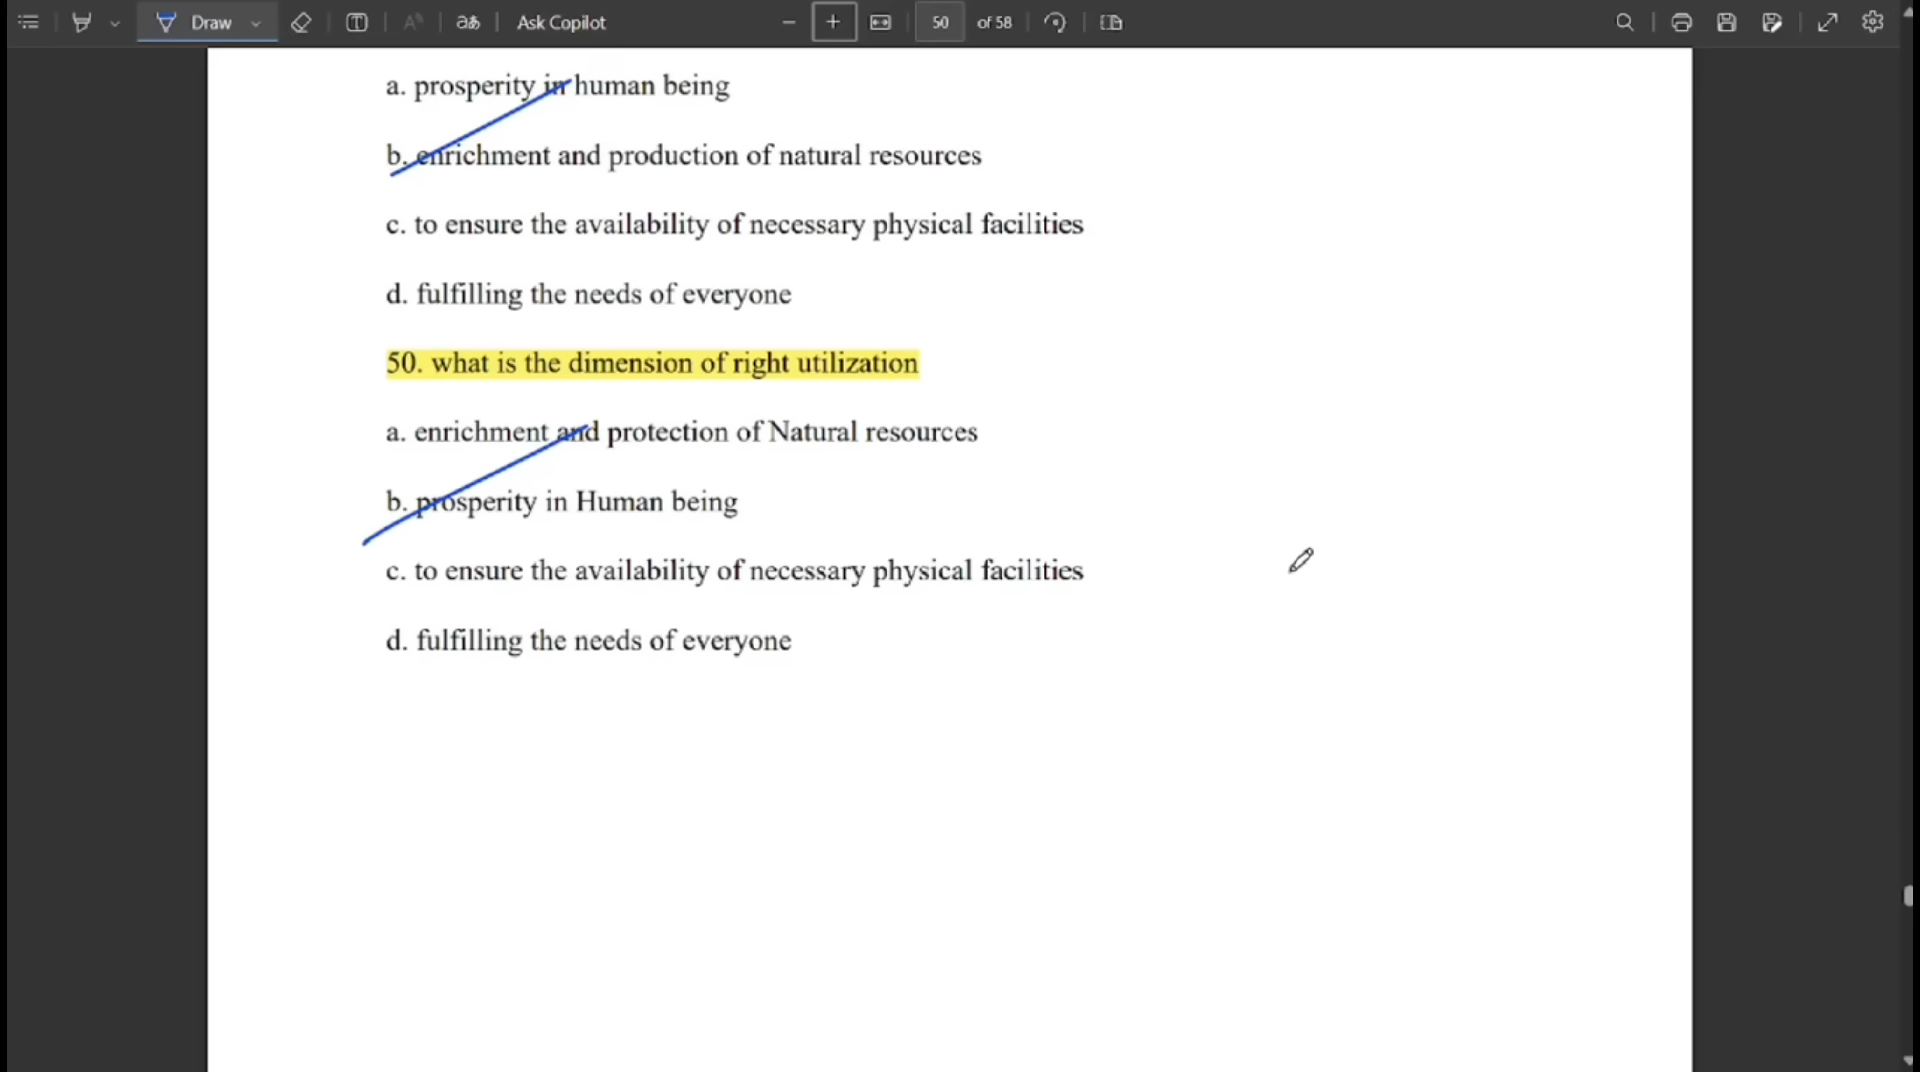 Draw
aあ
Ask Copilot
50 of 58
a. prosperity in human being
b. enrichment and production of natural resources
c. to ensure the availability of necessary physical facilities
d. fulfilling the needs of everyone
50. what is the dimension of right utilization
a. enrichment and protection of Natural resources
b. prosperity in Human being
c. to ensure the availability of necessary physical facilities
d. fulfilling the needs of everyone